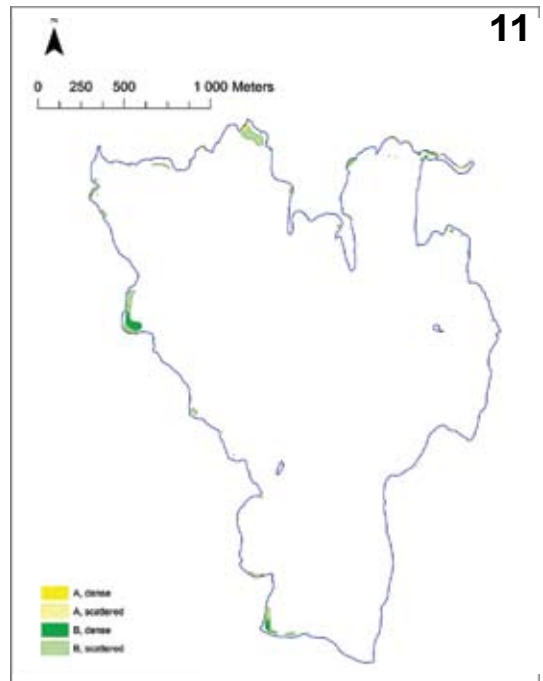 11
0 250 500 1 000 Meters
A, dense
A, scattered
B, dense
B, scattered